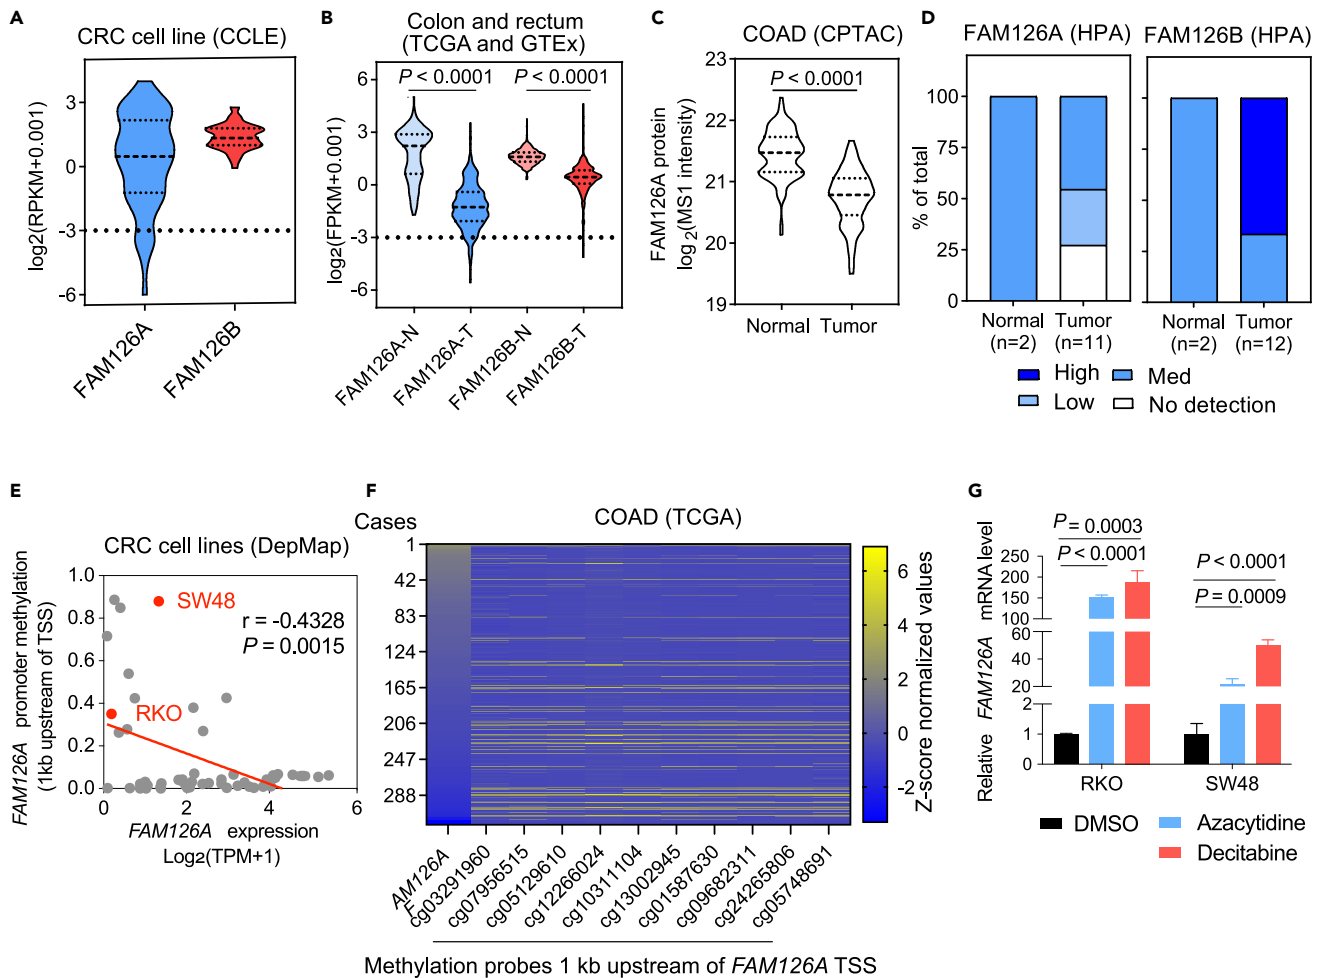 A
CRC cell line (CCLE)
log2(RPKM+0.001)
3
0
-3
-6
FAM126A
FAM126B
B
Colon and rectum
(TCGA and GTEx)
P < 0.0001
P < 0.0001
log2(FPKM+0.001)
6
3
0
-3
-6
FAM126A-N
FAM126A-T
FAM126B-N
FAM126B-T
C
COAD (CPTAC)
P < 0.0001
FAM126A protein
log 2(MS1 intensity)
23
22
21
20
19
Normal
Tumor
D
FAM126A (HPA)
FAM126B (HPA)
% of total
100
75
50
25
0
Normal
(n=2)
Tumor
(n=11)
Normal
(n=2)
Tumor
(n=12)
High
Med
Low
No detection
E
CRC cell lines (DepMap)
FAM126A promoter methylation
(1kb upstream of TSS)
1.0
0.8
0.6
0.4
0.2
0.0
SW48
r = -0.4328
P = 0.0015
RKO
0
2
4
6
FAM126A expression
Log2(TPM+1)
F
Cases
COAD (TCGA)
1
42
83
124
165
206
247
288
6
4
2
0
-2
Z-score normalized values
FAM126A
cg03291960
cg07956515
cg05129610
cg12266024
cg10311104
cg13002945
cg01587630
cg09682311
cg24265806
cg05748691
Methylation probes 1 kb upstream of FAM126A TSS
G
Relative FAM126A mRNA level
P = 0.0003
P < 0.0001
P < 0.0001
P = 0.0009
250
200
150
100
60
40
20
2
1
0
RKO
SW48
DMSO
Azacytidine
Decitabine